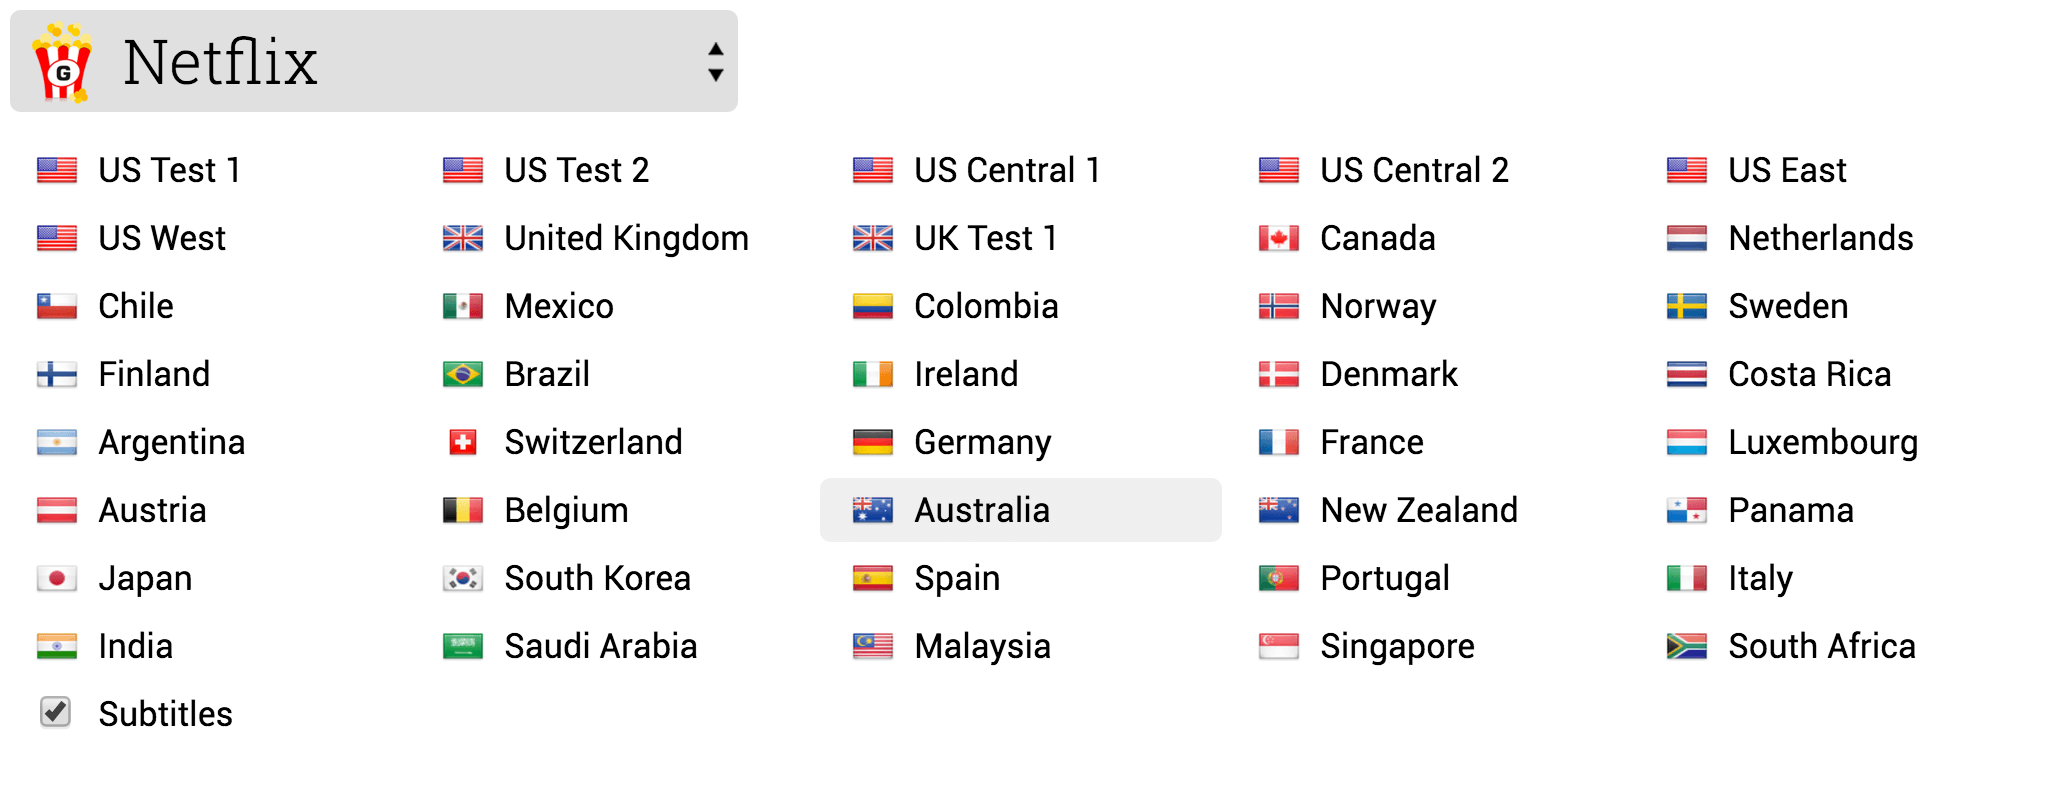 G Netflix
US Test 1 US Test 2 US Central 1 US Central 2 US East
US West United Kingdom UK Test 1 Canada Netherlands
Chile Mexico Colombia Norway Sweden
Finland Brazil Ireland Denmark Costa Rica
Argentina Switzerland Germany France Luxembourg
Austria Belgium Australia New Zealand Panama
Japan South Korea Spain Portugal Italy
India Saudi Arabia Malaysia Singapore South Africa
Subtitles